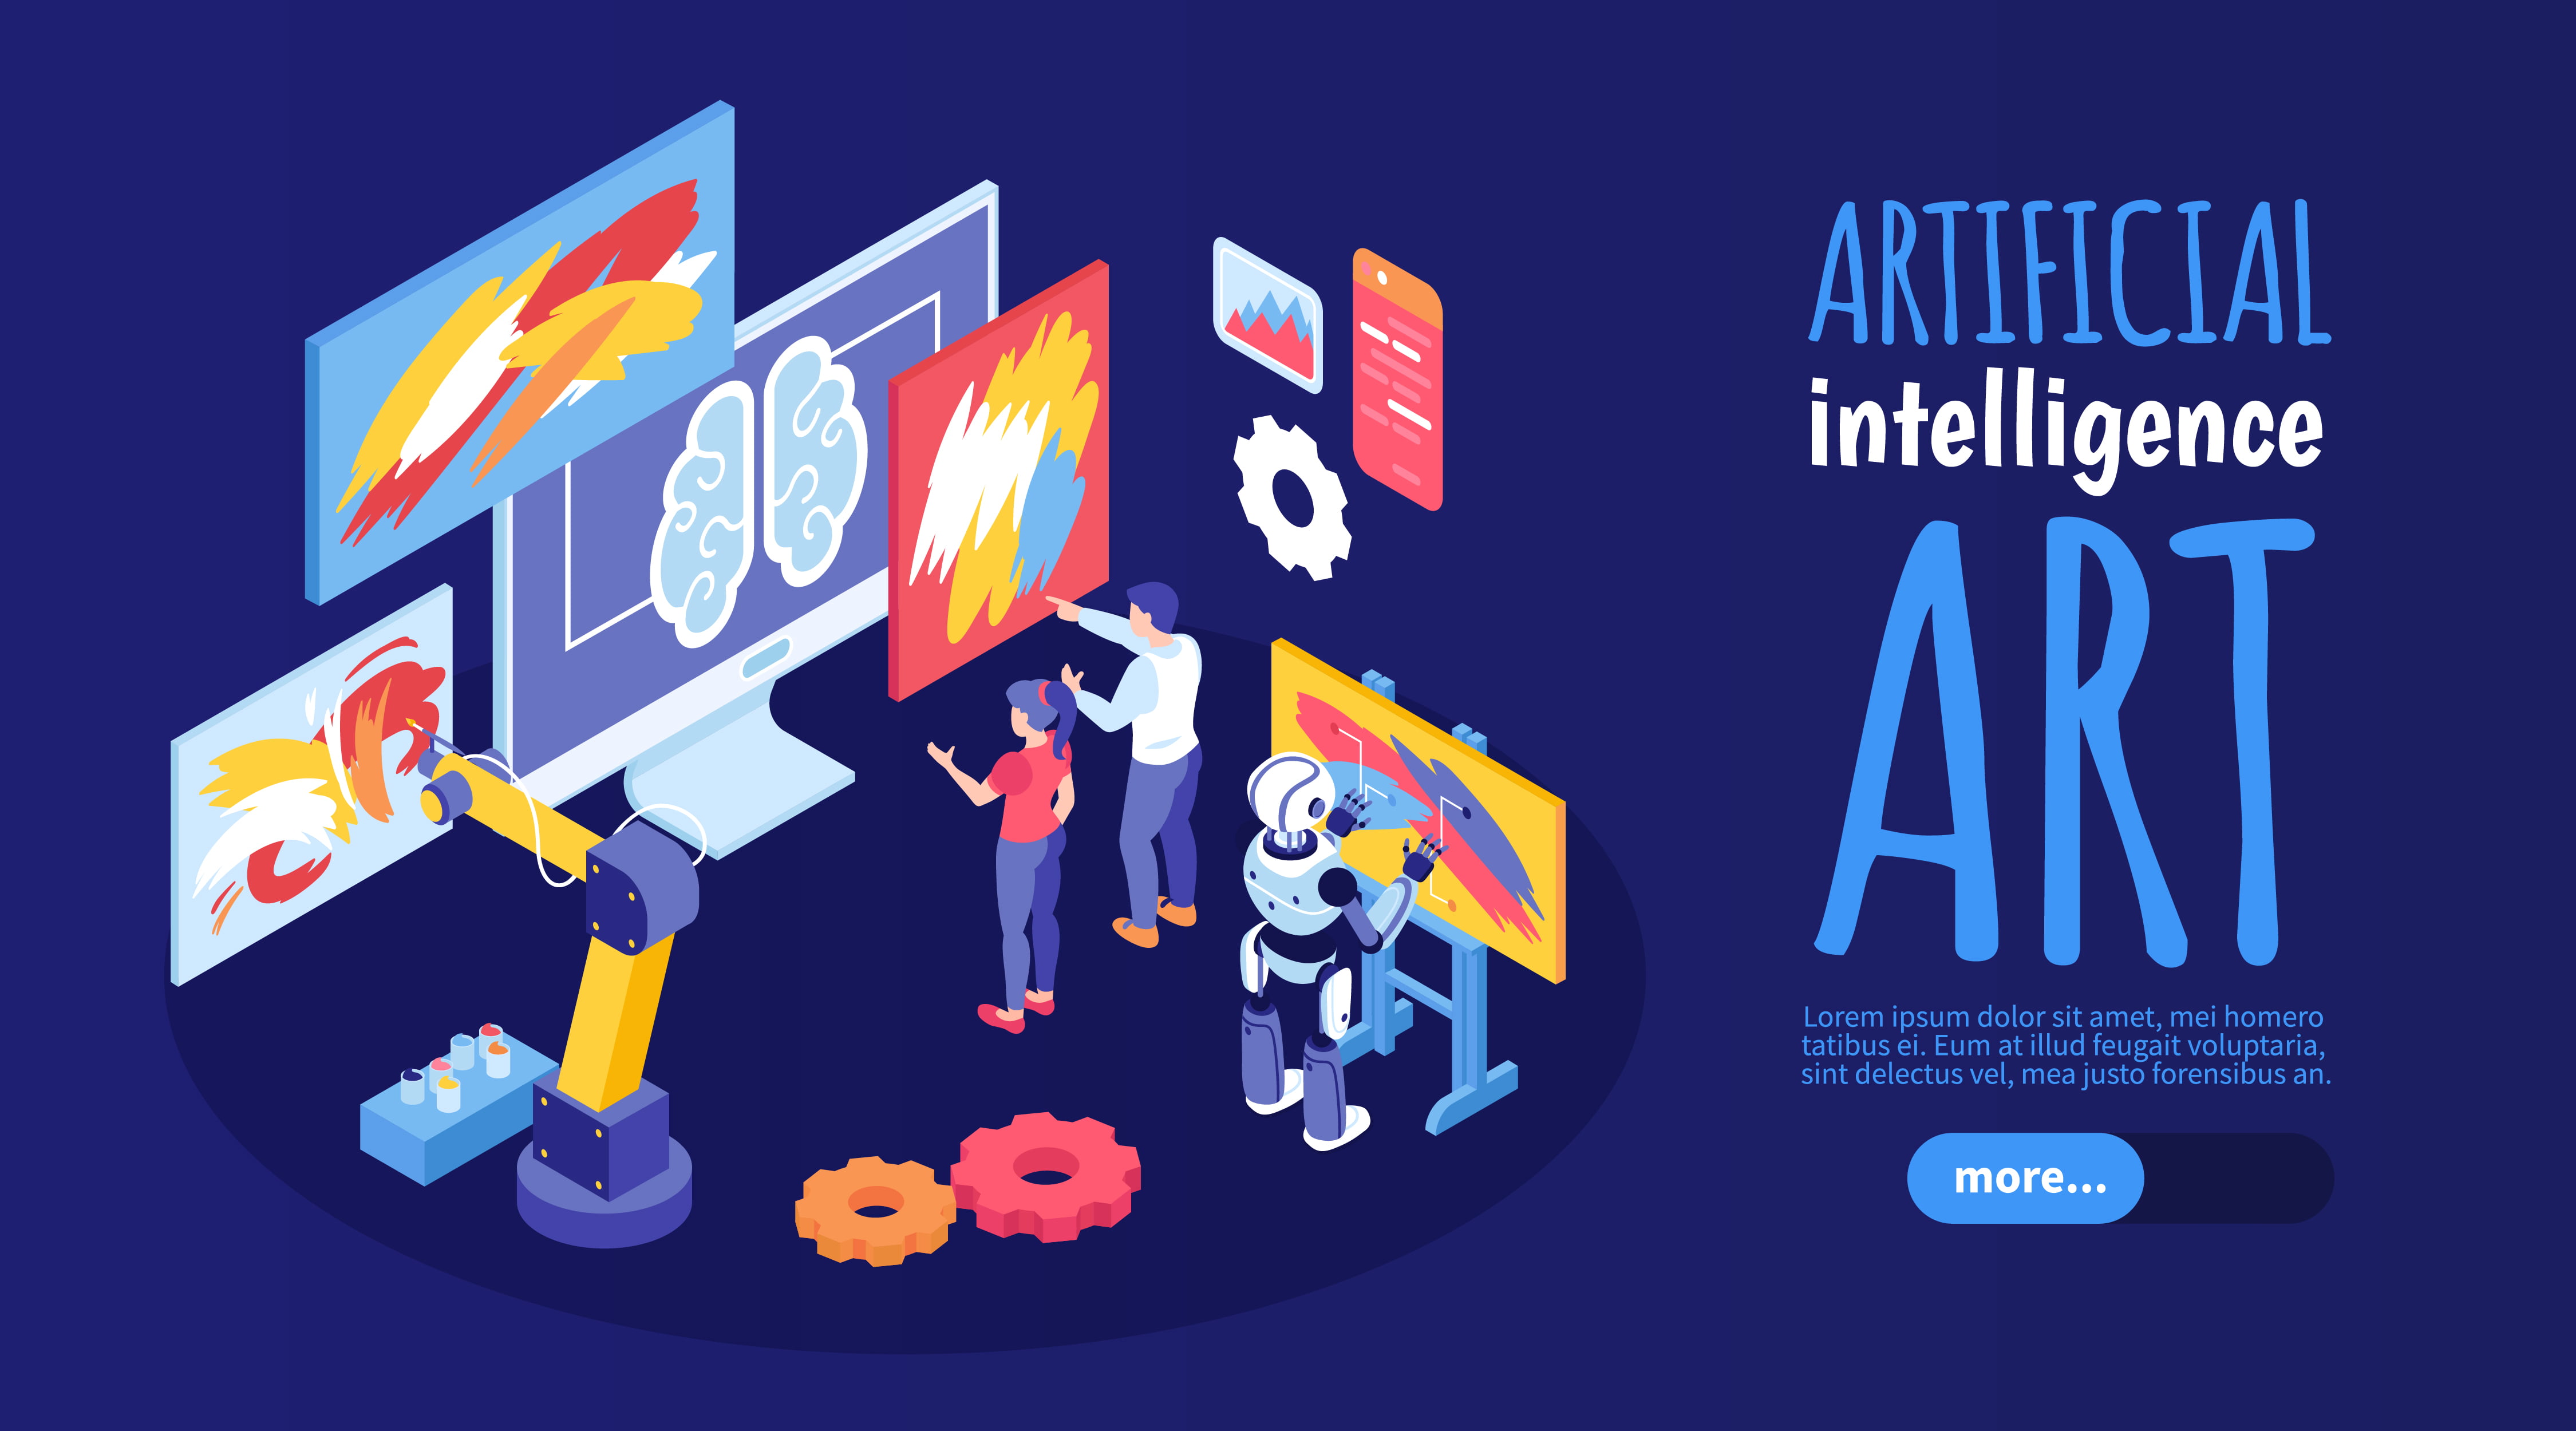 ARTIFICIAL
intelligence
ART
Lorem ipsum dolor sit amet, mei homero
tatibus ei. Eum at illud feugait voluptaria,
sint delectus vel, mea justo forensibus an.
more...